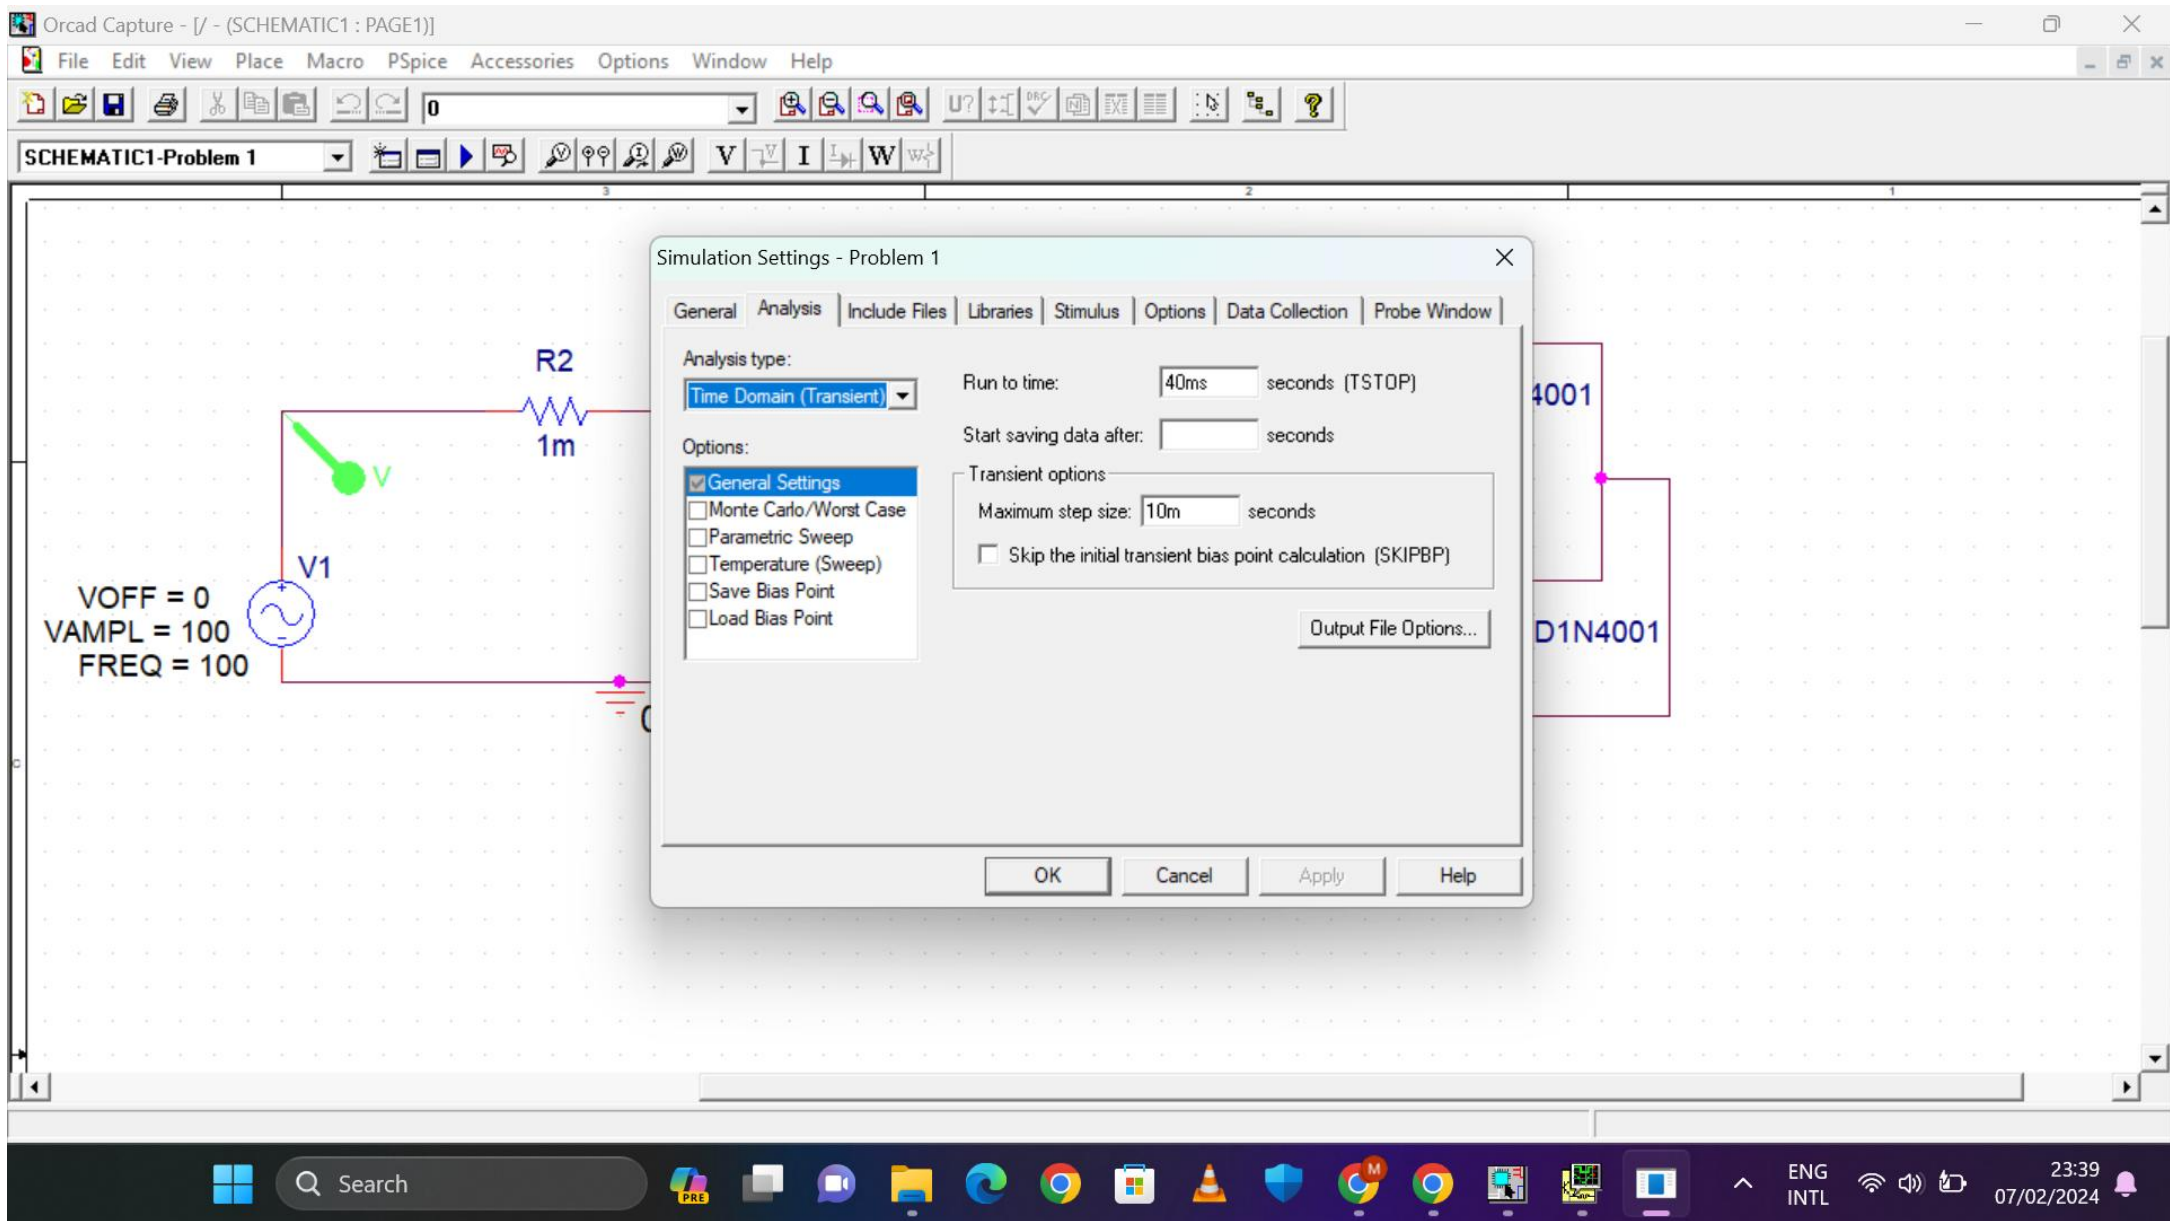 Orcad Capture - [/ - (SCHEMATIC1 : PAGE1)]
File Edit View Place Macro PSpice Accessories Options Window Help
0
U?
DRC
SCHEMATIC1-Problem 1
V V I I W W
3 2 1
Simulation Settings - Problem 1
General Analysis Include Files Libraries Stimulus Options Data Collection Probe Window
Analysis type:
Time Domain (Transient)
Run to time: 40ms seconds (TSTOP)
Start saving data after: seconds
Options:
General Settings
Monte Carlo/Worst Case
Parametric Sweep
Temperature (Sweep)
Save Bias Point
Load Bias Point
Transient options
Maximum step size: 10m seconds
Skip the initial transient bias point calculation (SKIPBP)
Output File Options...
OK Cancel Apply Help
R2
1m
V
V1
VOFF = 0
VAMPL = 100
FREQ = 100
4001
D1N4001
C
Search
PRE
M
ENG
INTL
23:39
07/02/2024